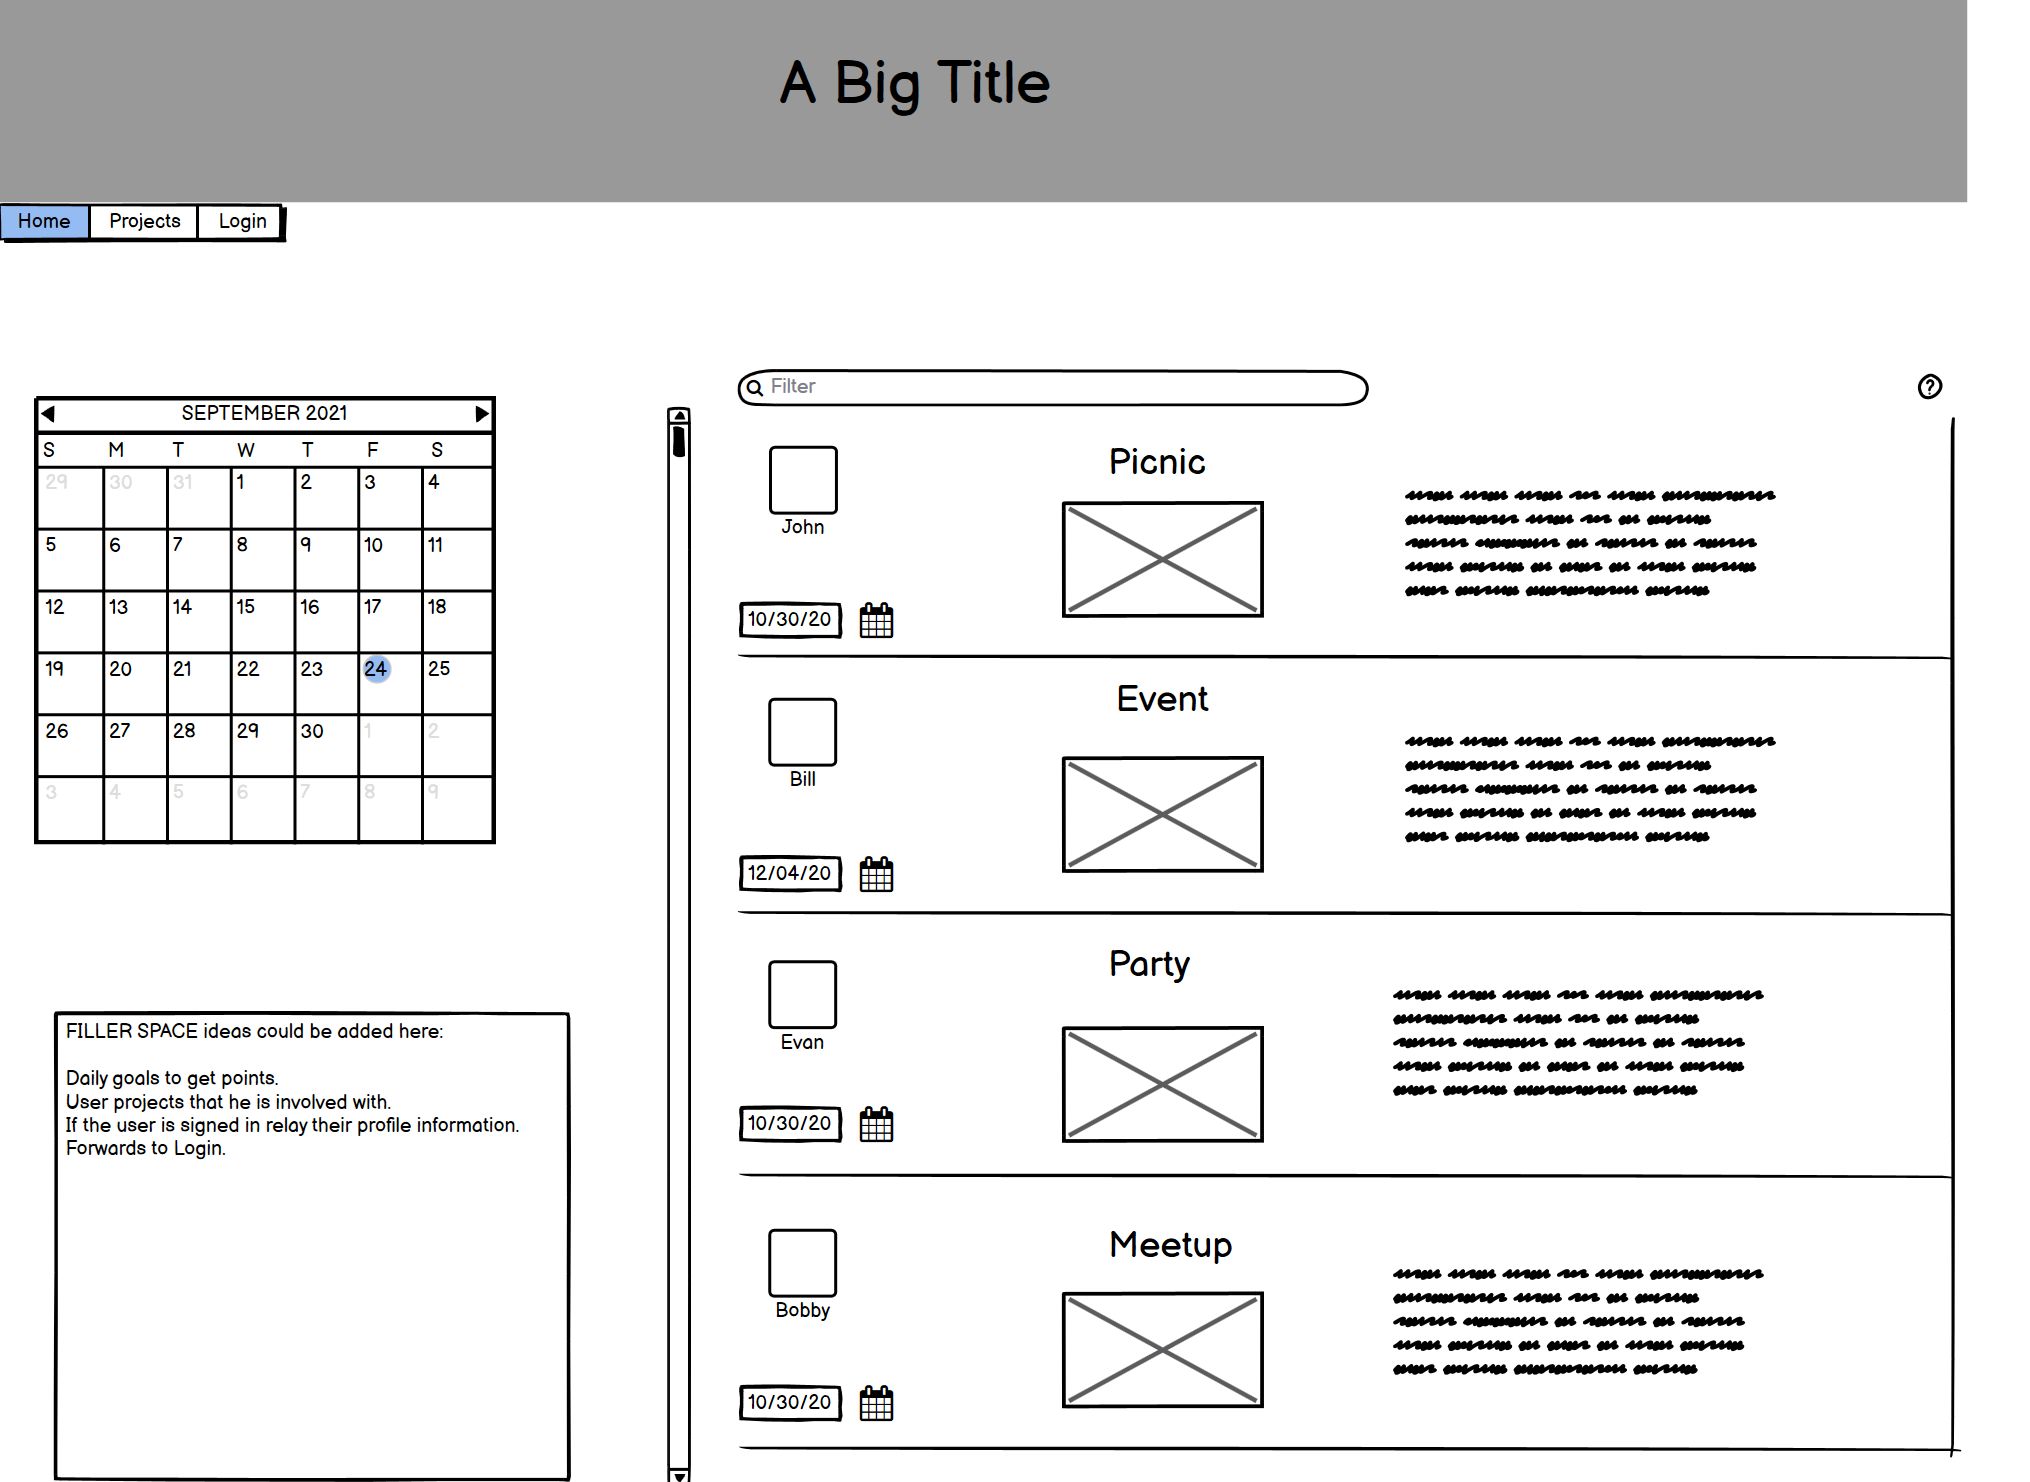 A Big Title
Home Projects Login
Filter
?
SEPTEMBER 2021
S M T W T F S
29 30 31 1 2 3 4
5 6 7 8 9 10 11
12 13 14 15 16 17 18
19 20 21 22 23 24 25
26 27 28 29 30 1 2
3 4 5 6 7 8 9
FILLER SPACE ideas could be added here:
Daily goals to get points.
User projects that he is involved with.
If the user is signed in relay their profile information.
Forwards to Login.
Picnic
John
10/30/20
Event
Bill
12/04/20
Party
Evan
10/30/20
Meetup
Bobby
10/30/20